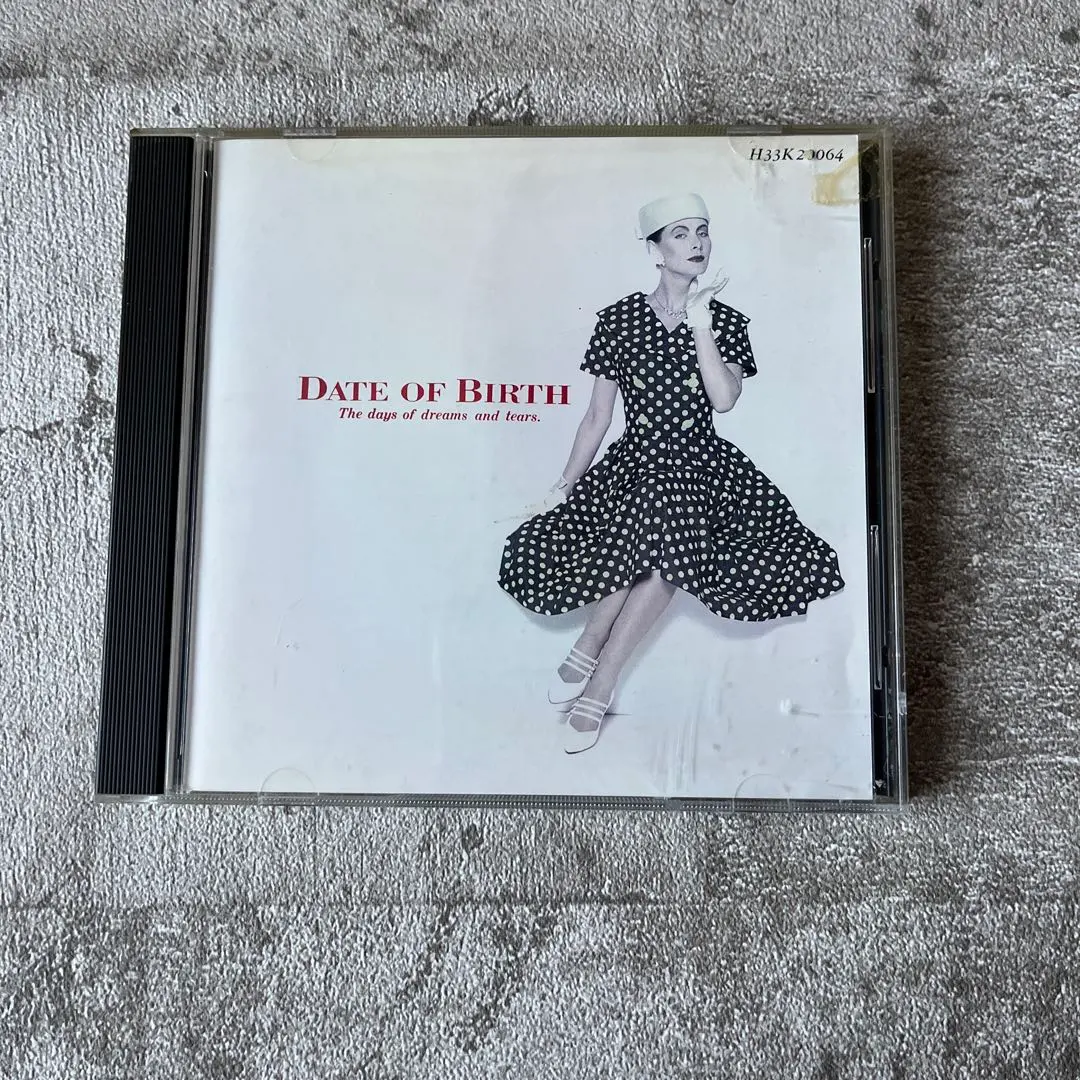 H33K20064
DATE OF BIRTH
The days of dreams and tears.